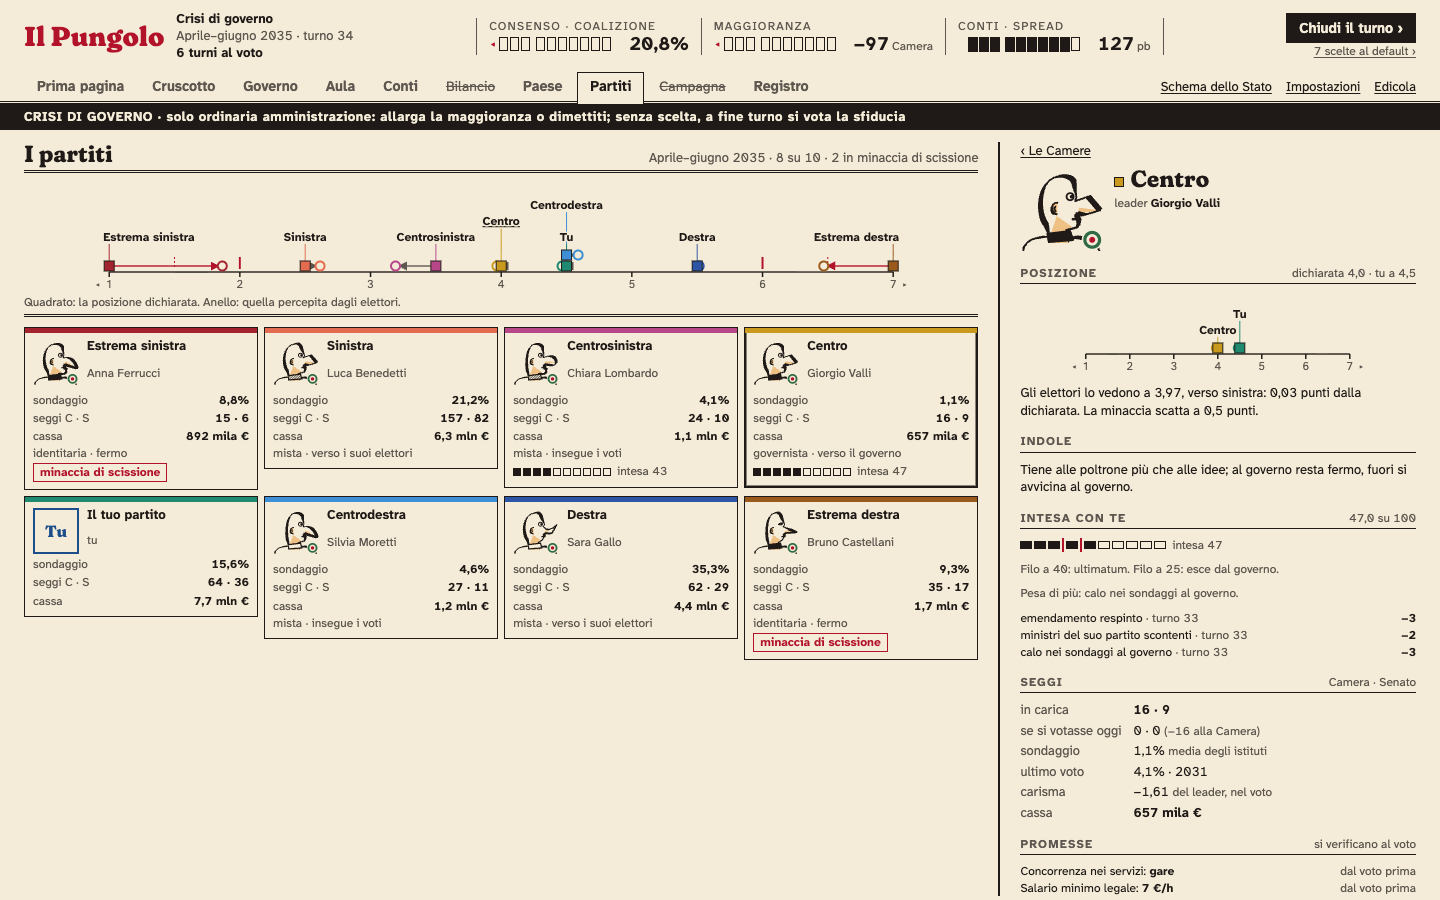 Il Pungolo
Crisi di governo
Aprile–giugno 2035 · turno 34
6 turni al voto
CONSENSO · COALIZIONE
20,8%
MAGGIORANZA
–97 Camera
CONTI · SPREAD
127 pb
Chiudi il turno ›
7 scelte al default ›
Prima pagina Cruscotto Governo Aula Conti Bilancio Paese Partiti Campagna Registro
Schema dello Stato Impostazioni Edicola
CRISI DI GOVERNO · solo ordinaria amministrazione: allarga la maggioranza o dimettiti; senza scelta, a fine turno si vota la sfiducia
I partiti
Aprile–giugno 2035 · 8 su 10 · 2 in minaccia di scissione
Centrodestra
Centro
Estrema sinistra Sinistra Centrosinistra Tu Destra Estrema destra
1 2 3 4 5 6 7
Quadrato: la posizione dichiarata. Anello: quella percepita dagli elettori.
Estrema sinistra
Anna Ferrucci
sondaggio 8,8%
seggi C · S 15 · 6
cassa 892 mila €
identitaria · fermo
minaccia di scissione
Sinistra
Luca Benedetti
sondaggio 21,2%
seggi C · S 157 · 82
cassa 6,3 mln €
mista · verso i suoi elettori
Centrosinistra
Chiara Lombardo
sondaggio 4,1%
seggi C · S 24 · 10
cassa 1,1 mln €
mista · insegue i voti
intesa 43
Centro
Giorgio Valli
sondaggio 1,1%
seggi C · S 16 · 9
cassa 657 mila €
governista · verso il governo
intesa 47
Tu
Il tuo partito
tu
sondaggio 15,6%
seggi C · S 64 · 36
cassa 7,7 mln €
Centrodestra
Silvia Moretti
sondaggio 4,6%
seggi C · S 27 · 11
cassa 1,2 mln €
mista · insegue i voti
Destra
Sara Gallo
sondaggio 35,3%
seggi C · S 62 · 29
cassa 4,4 mln €
mista · verso i suoi elettori
Estrema destra
Bruno Castellani
sondaggio 9,3%
seggi C · S 35 · 17
cassa 1,7 mln €
identitaria · fermo
minaccia di scissione
‹ Le Camere
Centro
leader Giorgio Valli
POSIZIONE dichiarata 4,0 · tu a 4,5
Tu
Centro
1 2 3 4 5 6 7
Gli elettori lo vedono a 3,97, verso sinistra: 0,03 punti dalla
dichiarata. La minaccia scatta a 0,5 punti.
INDOLE
Tiene alle poltrone più che alle idee; al governo resta fermo, fuori si
avvicina al governo.
INTESA CON TE 47,0 su 100
intesa 47
Filo a 40: ultimatum. Filo a 25: esce dal governo.
Pesa di più: calo nei sondaggi al governo.
emendamento respinto · turno 33 –3
ministri del suo partito scontenti · turno 33 –2
calo nei sondaggi al governo · turno 33 –3
SEGGI Camera · Senato
in carica 16 · 9
se si votasse oggi 0 · 0 (–16 alla Camera)
sondaggio 1,1% media degli istituti
ultimo voto 4,1% · 2031
carisma –1,61 del leader, nel voto
cassa 657 mila €
PROMESSE si verificano al voto
Concorrenza nei servizi: gare dal voto prima
Salario minimo legale: 7 €/h dal voto prima